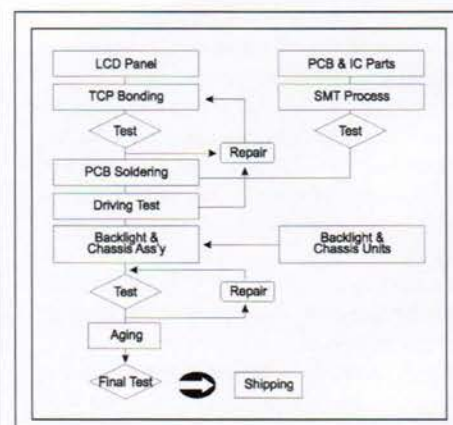 LCD Panel
PCB & IC Parts
TCP Bonding
SMT Process
Test
Test
Repair
PCB Soldering
Driving Test
Backlight &
Chassis Ass'y
Backlight &
Chassis Units
Test
Repair
Aging
Final Test
Shipping